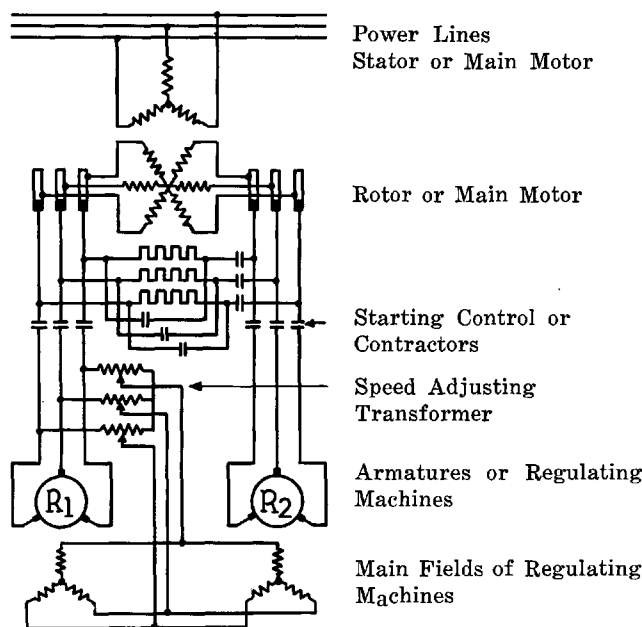 Power Lines
Stator or Main Motor
Rotor or Main Motor
Starting Control or
Contractors
Speed Adjusting
Transformer
Armatures or Regulating
Machines
R1
R2
Main Fields of Regulating
Machines